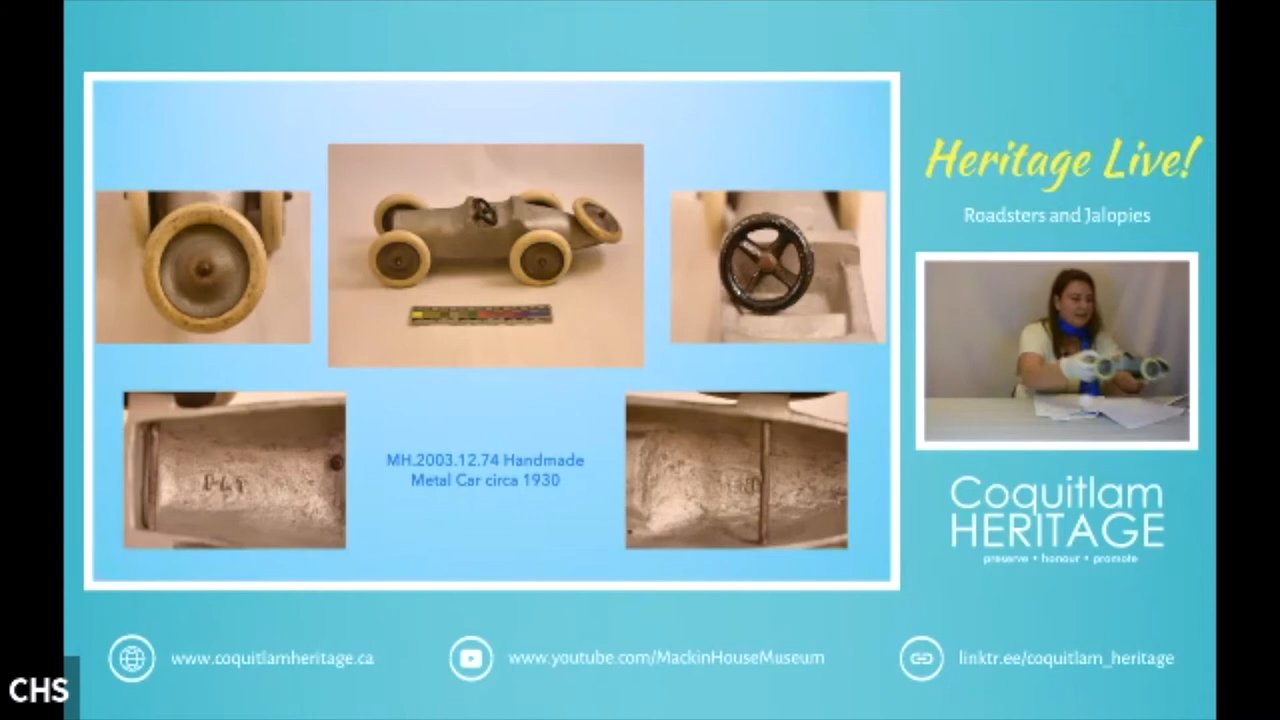 Heritage Live!
Roadsters and Jalopies
MH.2003.12.74 Handmade
Metal Car circa 1930
Coquitlam
HERITAGE
preserve • honour • promote
www.coquitlamheritage.ca
www.youtube.com/MackinHouseMuseum
linktr.ee/coquitlam_heritage
CHS